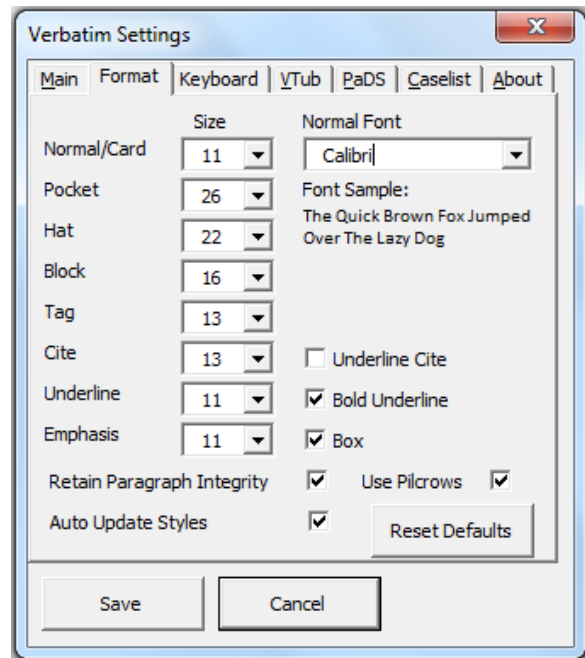 Verbatim Settings
Main Format Keyboard VTub PaDS Caselist About
Size Normal Font
Normal/Card 11 Calibri
Pocket 26 Font Sample:
The Quick Brown Fox Jumped
Hat 22 Over The Lazy Dog
Block 16
Tag 13
Cite 13 Underline Cite
Underline 11 Bold Underline
Emphasis 11 Box
Retain Paragraph Integrity Use Pilcrows
Auto Update Styles Reset Defaults
Save Cancel